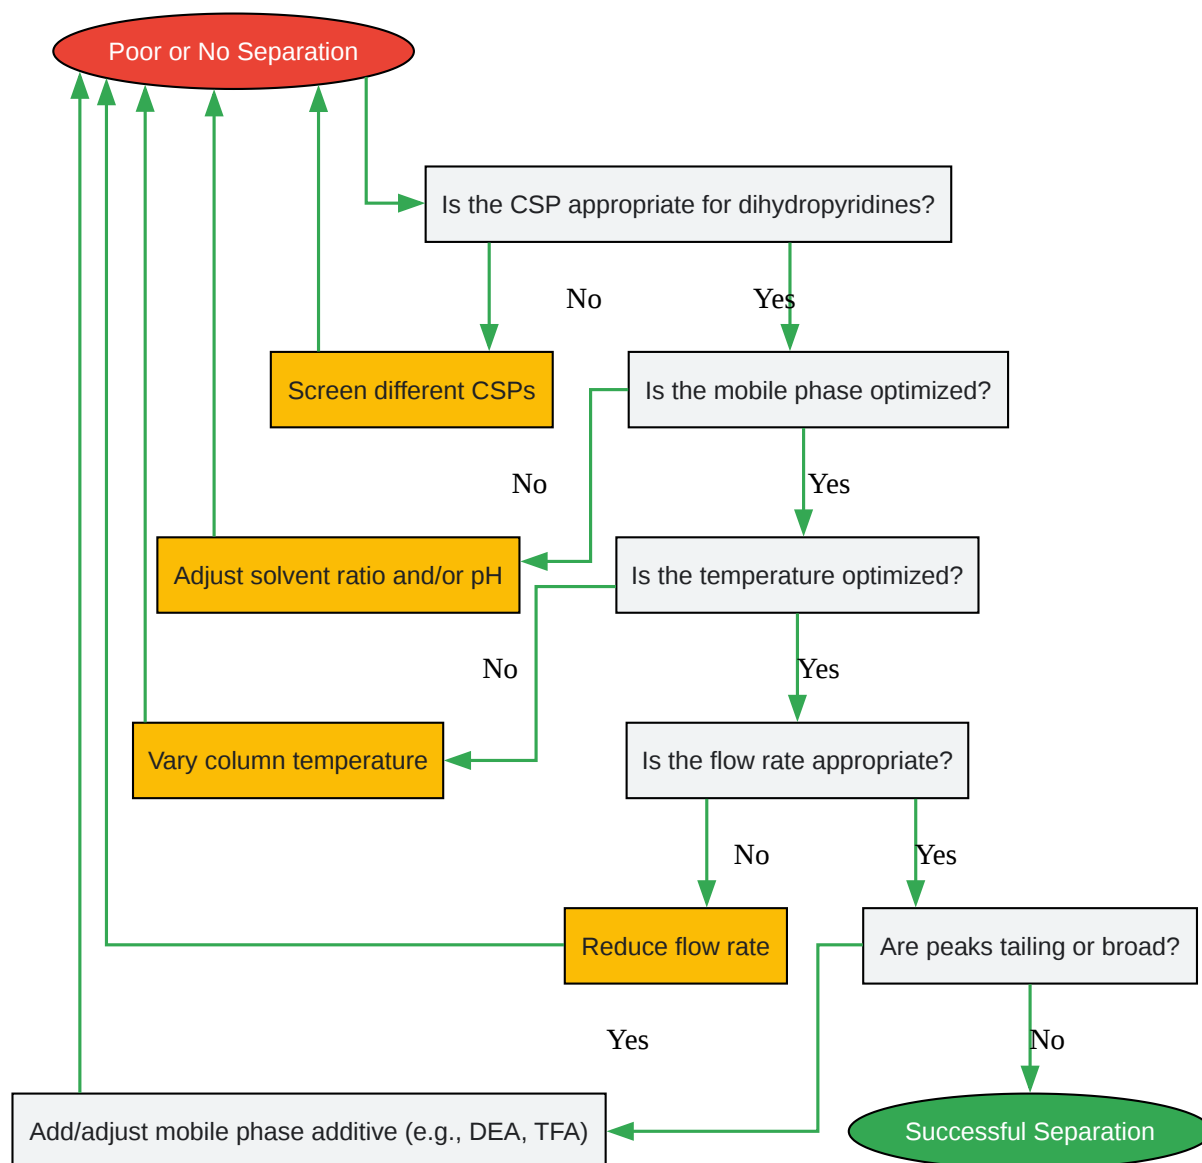 Poor or No Separation
Is the CSP appropriate for dihydropyridines?
No
Yes
Screen different CSPs
Is the mobile phase optimized?
No
Yes
Adjust solvent ratio and/or pH
Is the temperature optimized?
No
Yes
Vary column temperature
Is the flow rate appropriate?
No
Yes
Reduce flow rate
Are peaks tailing or broad?
Yes
No
Add/adjust mobile phase additive (e.g., DEA, TFA)
Successful Separation